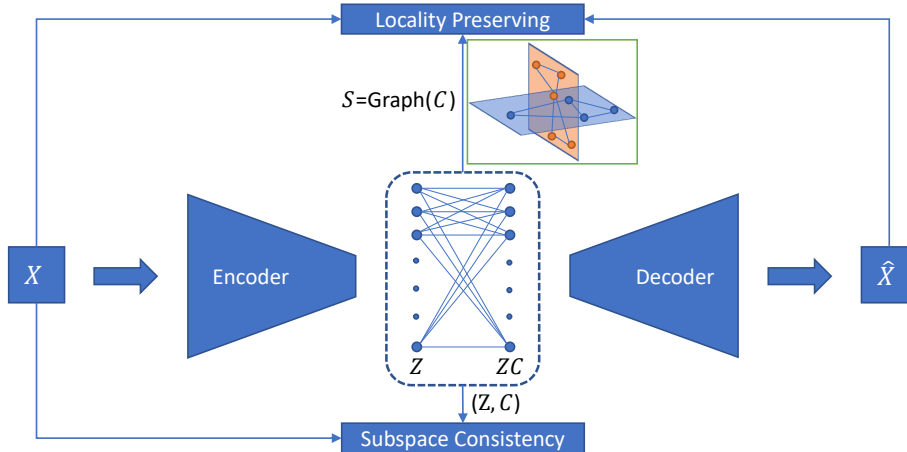 Locality Preserving
S=Graph(C)
X
Encoder
Decoder
X̂
Z
ZC
(Z, C)
Subspace Consistency